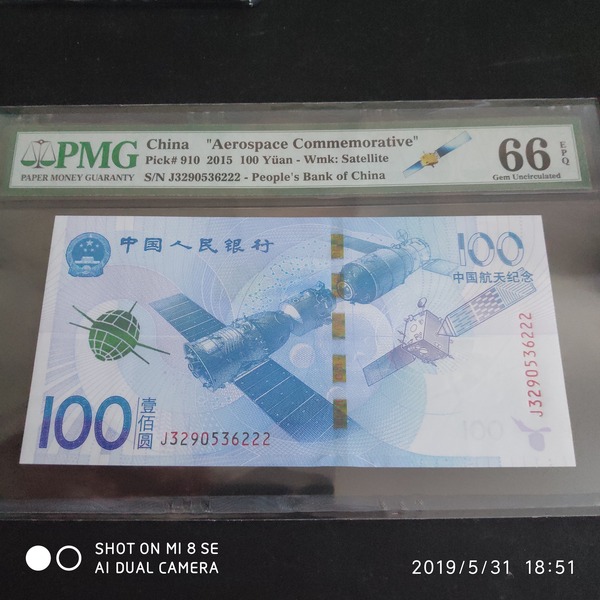 PMG
PAPER MONEY GUARANTY
China "Aerospace Commemorative"
Pick# 910 2015 100 Yüan - Wmk: Satellite
S/N J3290536222 - People's Bank of China
66
EPQ
Gem Uncirculated
中国人民银行
100
中国航天纪念
J3290536222
100
壹佰圆
J3290536222
100
SHOT ON MI 8 SE
AI DUAL CAMERA
2019/5/31 18:51